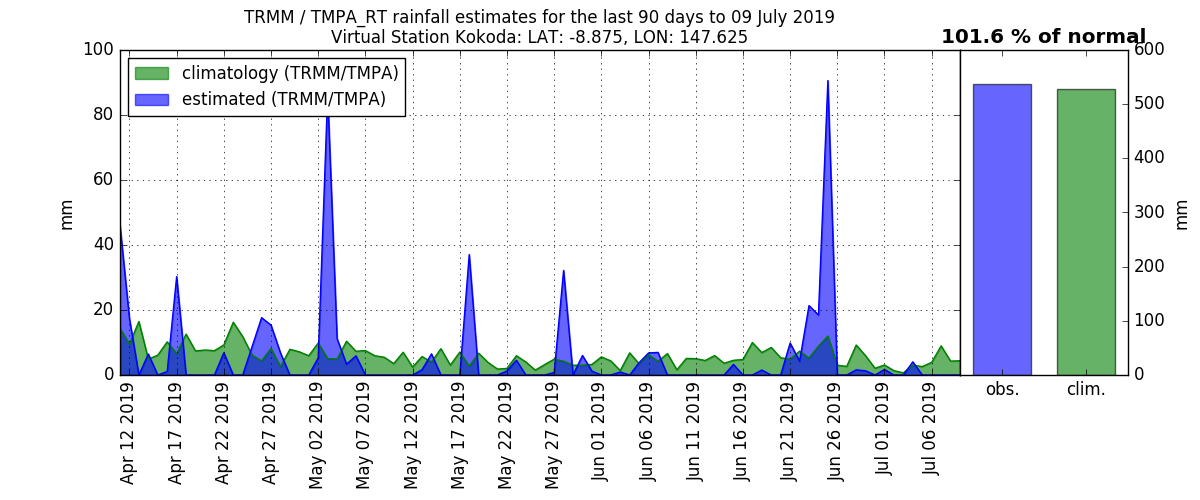 TRMM / TMPA_RT rainfall estimates for the last 90 days to 09 July 2019
Virtual Station Kokoda: LAT: -8.875, LON: 147.625
101.6 % of normal
climatology (TRMM/TMPA)
estimated (TRMM/TMPA)
100
80
60
40
20
0
mm
Apr 12 2019
Apr 17 2019
Apr 22 2019
Apr 27 2019
May 02 2019
May 07 2019
May 12 2019
May 17 2019
May 22 2019
May 27 2019
Jun 01 2019
Jun 06 2019
Jun 11 2019
Jun 16 2019
Jun 21 2019
Jun 26 2019
Jul 01 2019
Jul 06 2019
obs.
clim.
600
500
400
300
200
100
0
mm